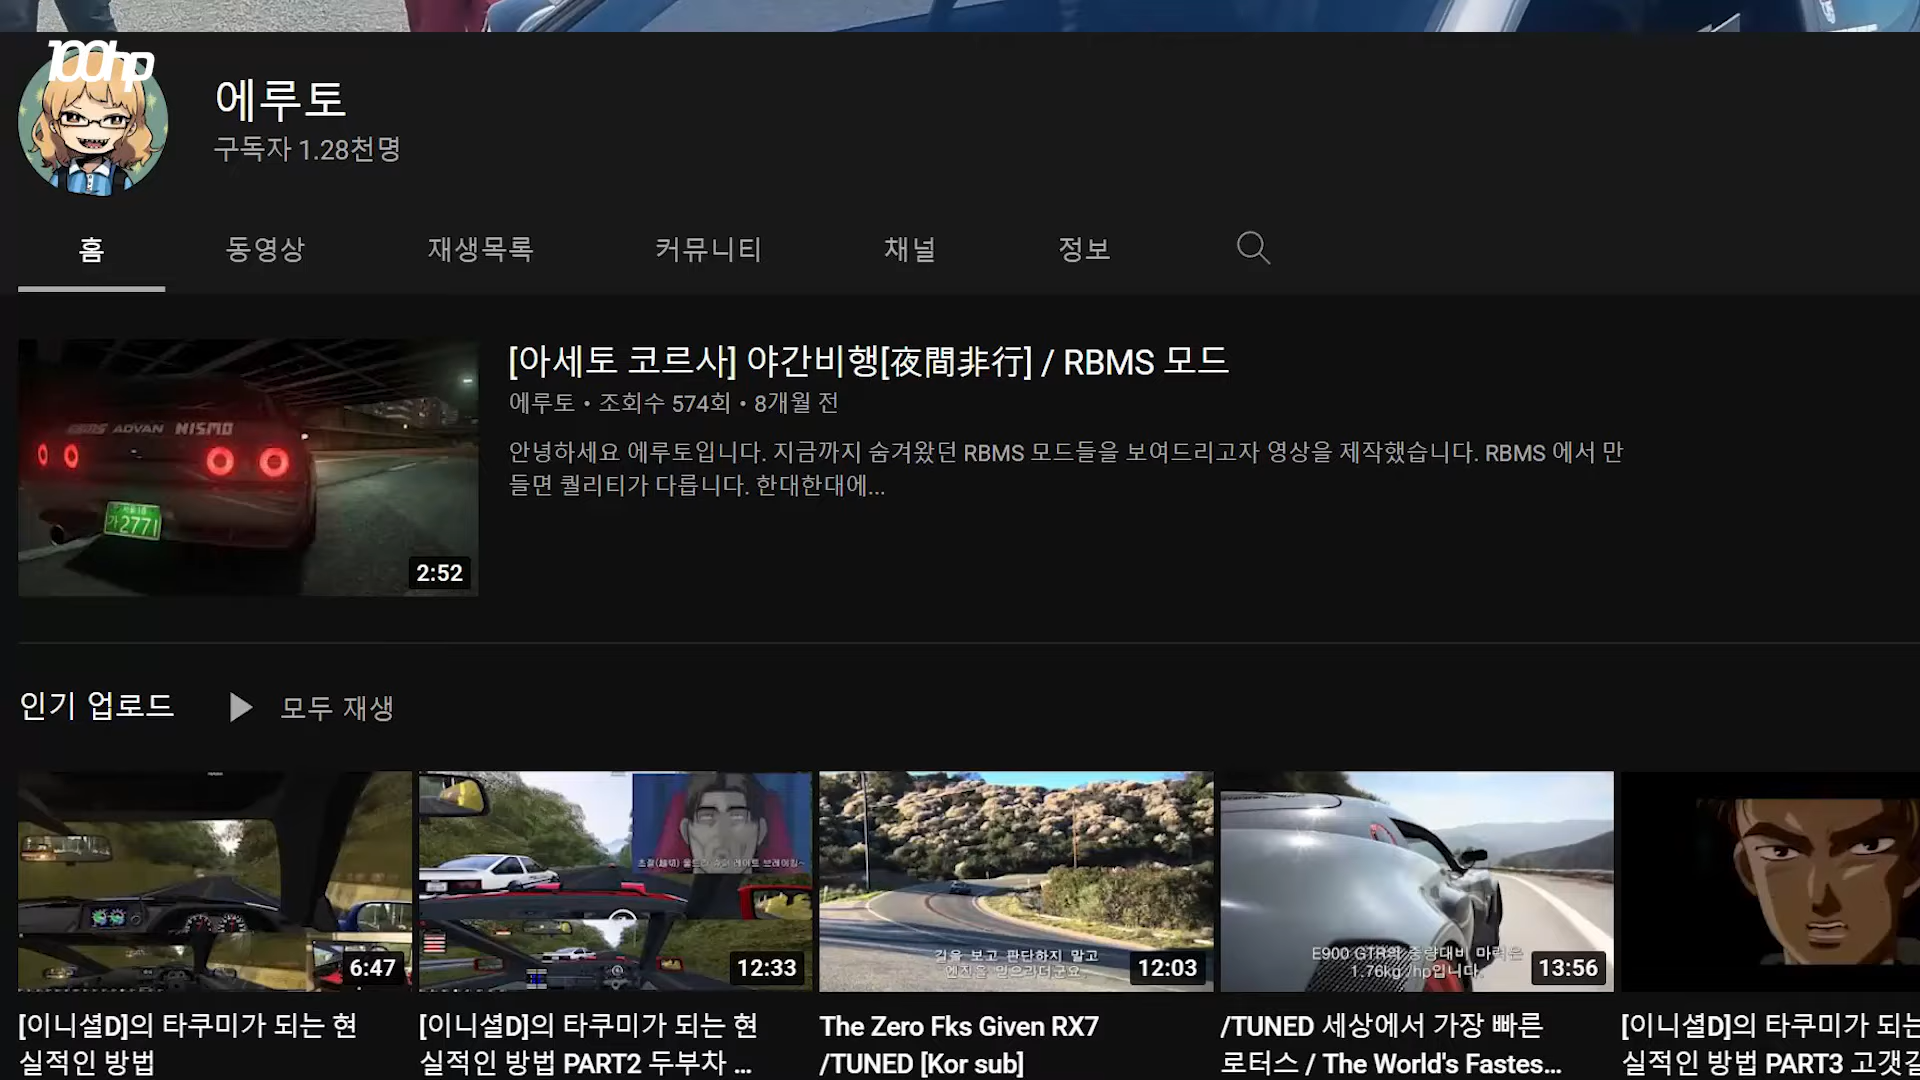 100hp
에루토
구독자 1.28천명
홈
동영상
재생목록
커뮤니티
채널
정보
[아세토 코르사] 야간비행[夜間非行] / RBMS 모드
에루토 • 조회수 574회 • 8개월 전
안녕하세요 에루토입니다. 지금까지 숨겨왔던 RBMS 모드들을 보여드리고자 영상을 제작했습니다. RBMS 에서 만
들면 퀄리티가 다릅니다. 한대한대에...
RBMS ADVAN NISMO
가 2771
2:52
인기 업로드
모두 재생
6:47
12:33
걸을 보고 판단하지 말고
엔진을 믿으라더군요
12:03
E900 GTR의 중량대비 마력은
1.76kg /hp입니다.
13:56
[이니셜D]의 타쿠미가 되는 현
실적인 방법
[이니셜D]의 타쿠미가 되는 현
실적인 방법 PART2 두부차 ...
The Zero Fks Given RX7
/TUNED [Kor sub]
/TUNED 세상에서 가장 빠른
로터스 / The World's Fastes...
[이니셜D]의 타쿠미가 되는
실적인 방법 PART3 고갯길